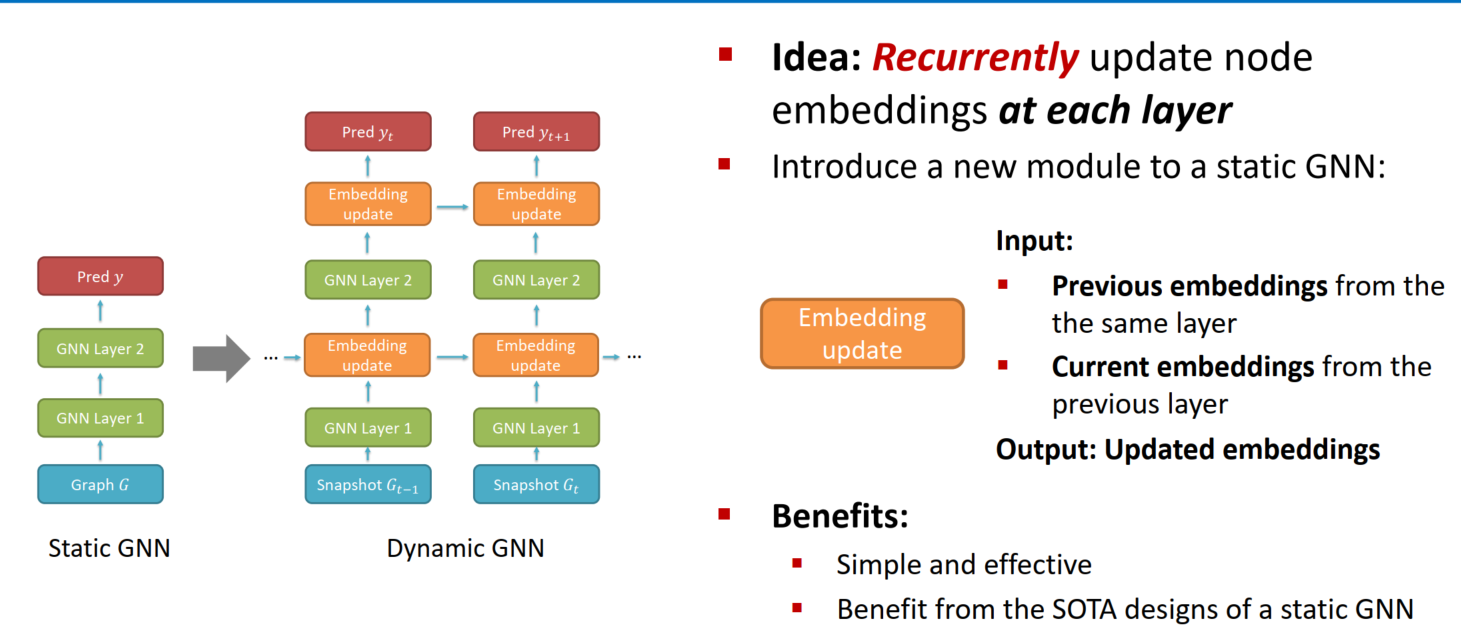 Pred y
GNN Layer 2
GNN Layer 1
Graph G
Static GNN
Pred y_t
Pred y_{t+1}
Embedding
update
Embedding
update
GNN Layer 2
GNN Layer 2
...
Embedding
update
Embedding
update
...
GNN Layer 1
GNN Layer 1
Snapshot G_{t−1}
Snapshot G_t
Dynamic GNN
▪ Idea: Recurrently update node
embeddings at each layer
▪ Introduce a new module to a static GNN:
Embedding
update
Input:
▪ Previous embeddings from the
the same layer
▪ Current embeddings from the
previous layer
Output: Updated embeddings
▪ Benefits:
▪ Simple and effective
▪ Benefit from the SOTA designs of a static GNN